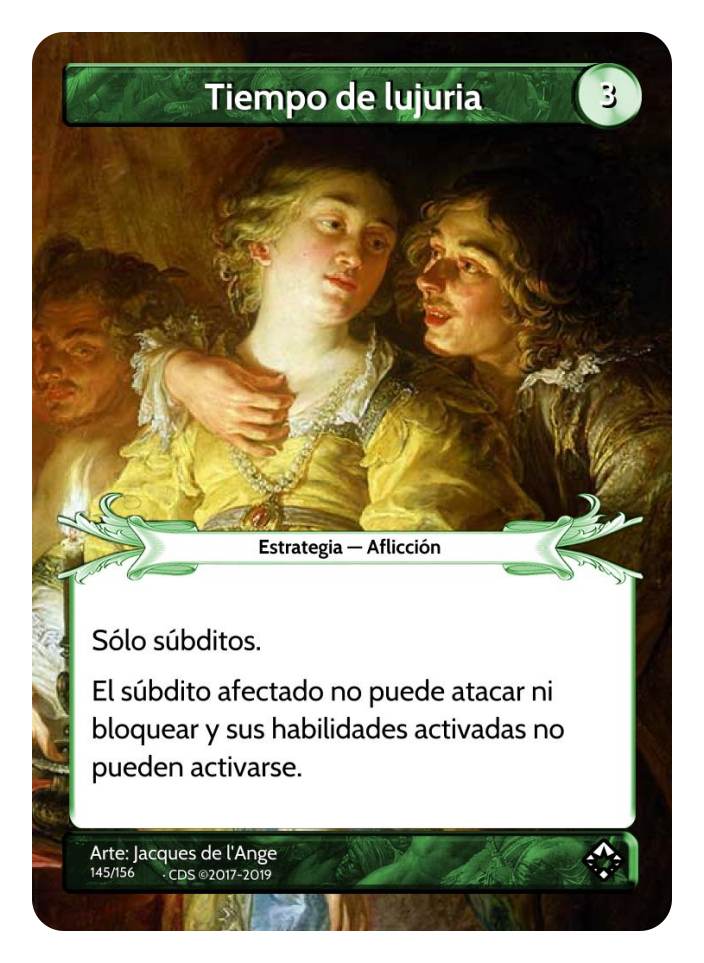 Tiempo de lujuria
3
Estrategia — Aflicción
Sólo súbditos.
El súbdito afectado no puede atacar ni
bloquear y sus habilidades activadas no
pueden activarse.
Arte: Jacques de l'Ange
145/156 · CDS ©2017-2019